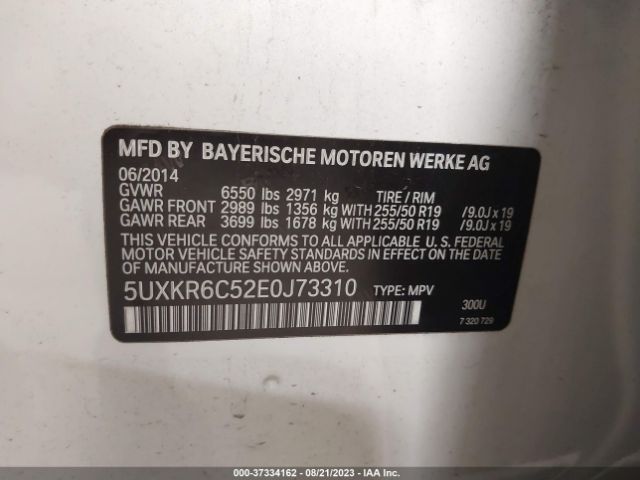 MFD BY BAYERISCHE MOTOREN WERKE AG
06/2014
GVWR 6550 lbs 2971 kg TIRE / RIM
GAWR FRONT 2989 lbs 1356 kg WITH 255/50 R19 /9.0J x 19
GAWR REAR 3699 lbs 1678 kg WITH 255/50 R19 /9.0J x 19
THIS VEHICLE CONFORMS TO ALL APPLICABLE U. S. FEDERAL
MOTOR VEHICLE SAFETY STANDARDS IN EFFECT
ON THE DATE OF MANUFACTURE SHOWN ABOVE.
5UXKR6C52E0J73310 TYPE: MPV 300U
7 320 729
000-37334162 - 08/21/2023 - IAA Inc.